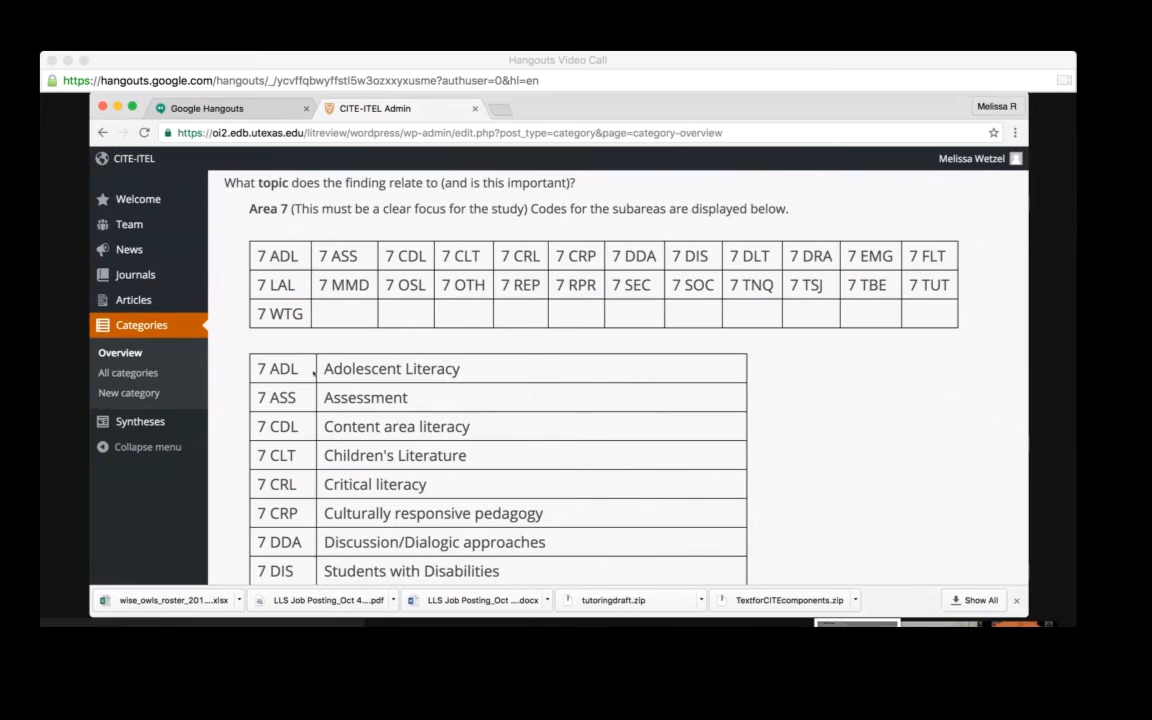 Hangouts Video Call
https://hangouts.google.com/hangouts/_/ycvffqbwyffstl5w3ozxxyxusme?authuser=0&hl=en
Google Hangouts × CITE-ITEL Admin × Melissa R
https://oi2.edb.utexas.edu/litreview/wordpress/wp-admin/edit.php?post_type=category&page=category-overview
CITE-ITEL Melissa Wetzel
Welcome
Team
News
Journals
Articles
Categories
Overview
All categories
New category
Syntheses
Collapse menu
What topic does the finding relate to (and is this important)?
Area 7 (This must be a clear focus for the study) Codes for the subareas are displayed below.
7 ADL 7 ASS 7 CDL 7 CLT 7 CRL 7 CRP 7 DDA 7 DIS 7 DLT 7 DRA 7 EMG 7 FLT
7 LAL 7 MMD 7 OSL 7 OTH 7 REP 7 RPR 7 SEC 7 SOC 7 TNQ 7 TSJ 7 TBE 7 TUT
7 WTG
7 ADL Adolescent Literacy
7 ASS Assessment
7 CDL Content area literacy
7 CLT Children's Literature
7 CRL Critical literacy
7 CRP Culturally responsive pedagogy
7 DDA Discussion/Dialogic approaches
7 DIS Students with Disabilities
wise_owls_roster_201....xlsx LLS Job Posting_Oct 4....pdf LLS Job Posting_Oct ....docx tutoringdraft.zip TextforCITEcomponents.zip Show All ×